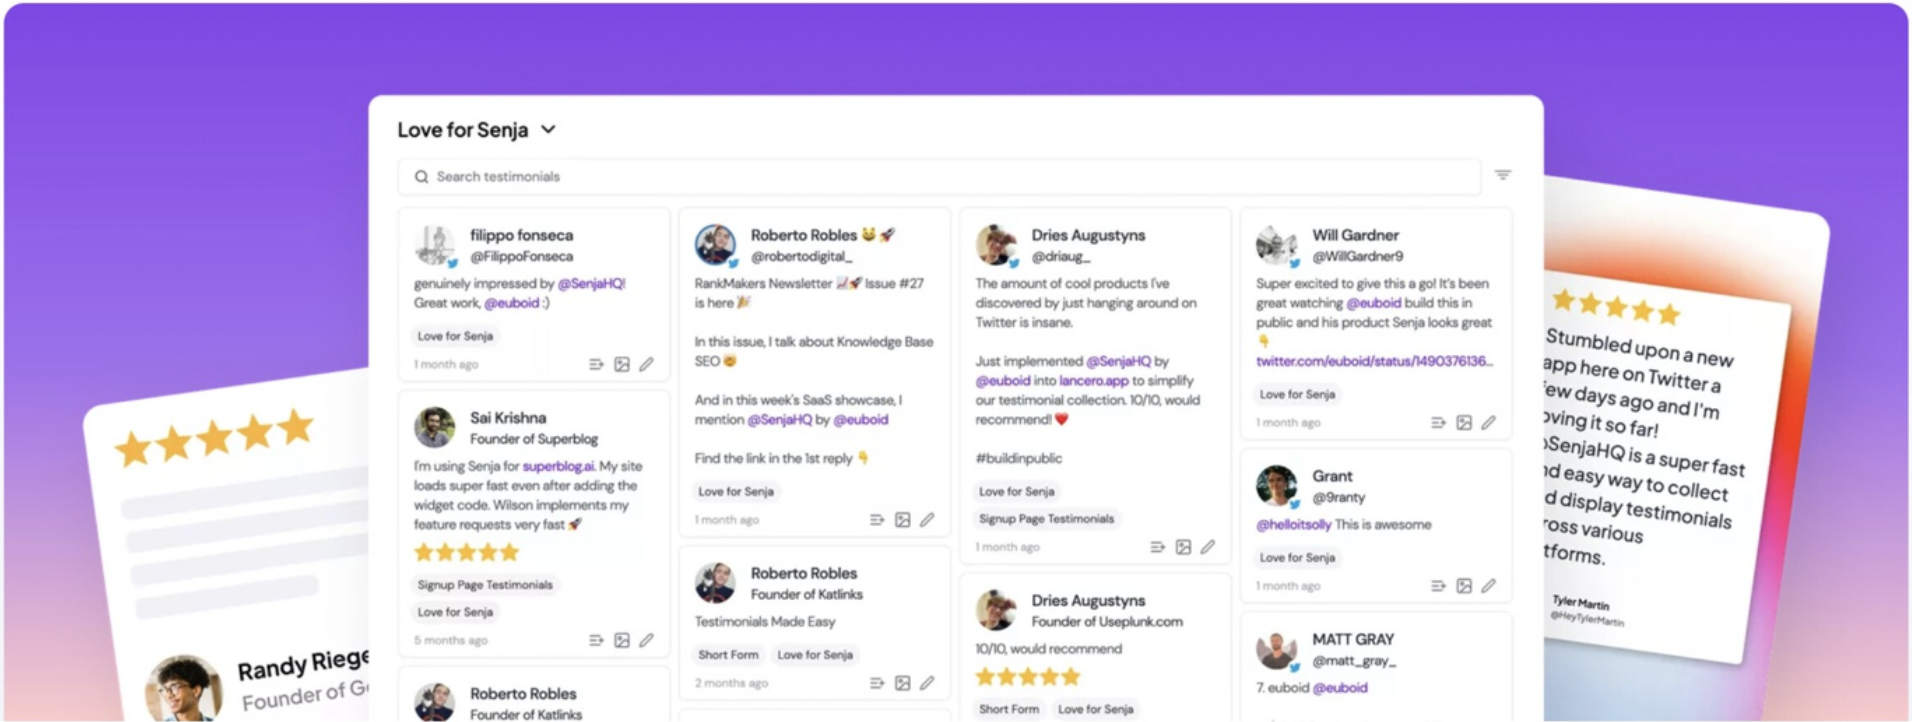 Love for Senja
Search testimonials
filippo fonseca
@FilippoFonseca
genuinely impressed by @SenjaHQ!
Great work, @euboid :)
Love for Senja
1 month ago
Sai Krishna
Founder of Superblog
I'm using Senja for superblog.ai. My site
loads super fast even after adding the
widget code. Wilson implements my
feature requests very fast 🚀
Signup Page Testimonials
Love for Senja
5 months ago
Roberto Robles
Founder of Katlinks
Roberto Robles 😺🚀
@robertodigital_
RankMakers Newsletter 📈🚀 Issue #27
is here 🎉
In this issue, I talk about Knowledge Base
SEO 🤯
And in this week's SaaS showcase, I
mention @SenjaHQ by @euboid
Find the link in the 1st reply 👇
Love for Senja
1 month ago
Roberto Robles
Founder of Katlinks
Testimonials Made Easy
Short Form
Love for Senja
2 months ago
Dries Augustyns
@driaug_
The amount of cool products I've
discovered by just hanging around on
Twitter is insane.
Just implemented @SenjaHQ by
@euboid into lancero.app to simplify
our testimonial collection. 10/10, would
recommend! ❤️
#buildinpublic
Love for Senja
Signup Page Testimonials
1 month ago
Dries Augustyns
Founder of Useplunk.com
10/10, would recommend
Short Form
Love for Senja
Will Gardner
@WillGardner9
Super excited to give this a go! It's been
great watching @euboid build this in
public and his product Senja looks great
👇
twitter.com/euboid/status/1490376136...
Love for Senja
1 month ago
Grant
@9ranty
@helloitsolly This is awesome
Love for Senja
1 month ago
MATT GRAY
@matt_gray_
7. euboid @euboid
Randy Riege
Founder of G
Stumbled upon a new
app here on Twitter a
ew days ago and I'm
oving it so far!
SenjaHQ is a super fast
nd easy way to collect
d display testimonials
ross various
tforms.
Tyler Martin
@HeyTylerMartin